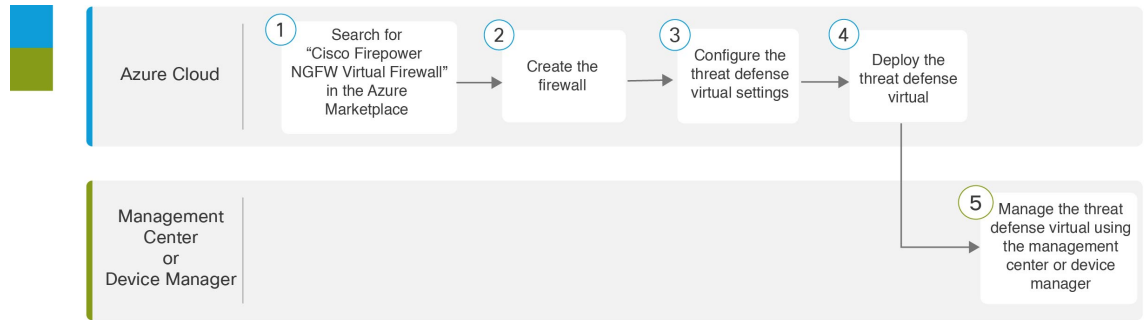 Azure Cloud
1
Search for
“Cisco Firepower
NGFW Virtual Firewall”
in the Azure
Marketplace
2
Create the
firewall
3
Configure the
threat defense
virtual settings
4
Deploy the
threat defense
virtual
Management
Center
or
Device Manager
5
Manage the threat
defense virtual using
the management
center or device
manager